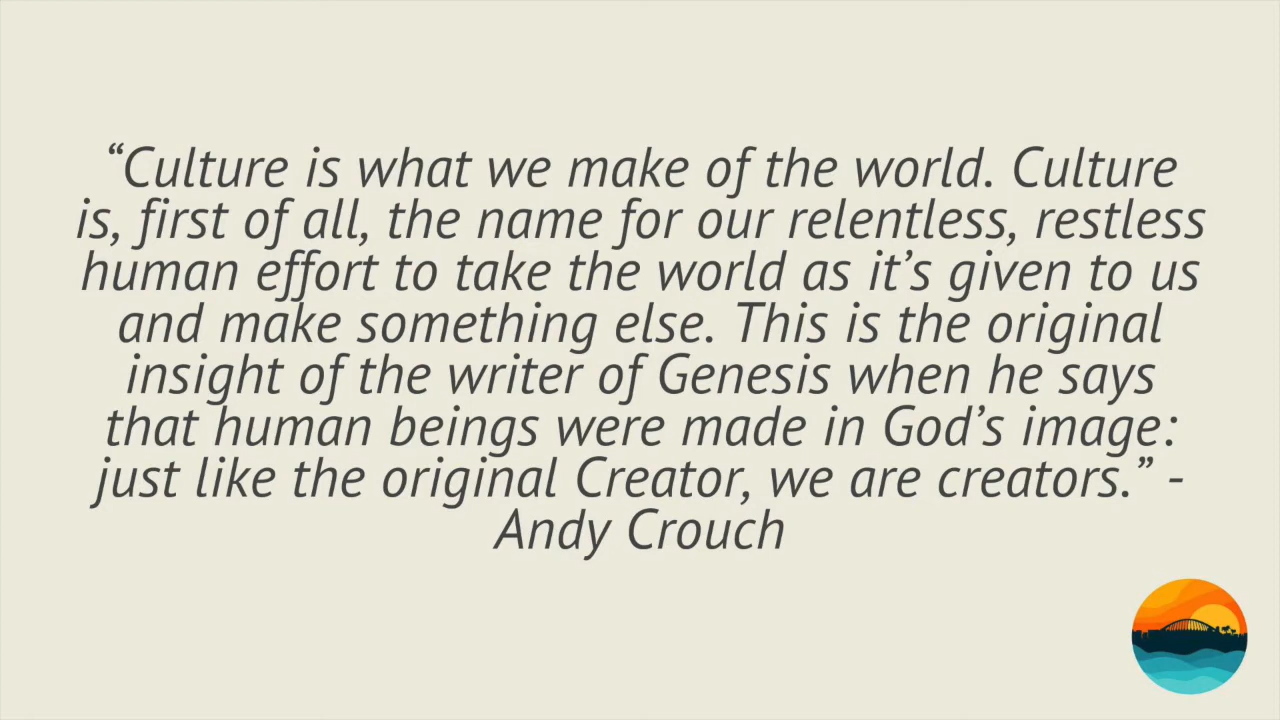 “Culture is what we make of the world. Culture
is, first of all, the name for our relentless, restless
human effort to take the world as it’s given to us
and make something else. This is the original
insight of the writer of Genesis when he says
that human beings were made in God’s image:
just like the original Creator, we are creators.” -
Andy Crouch